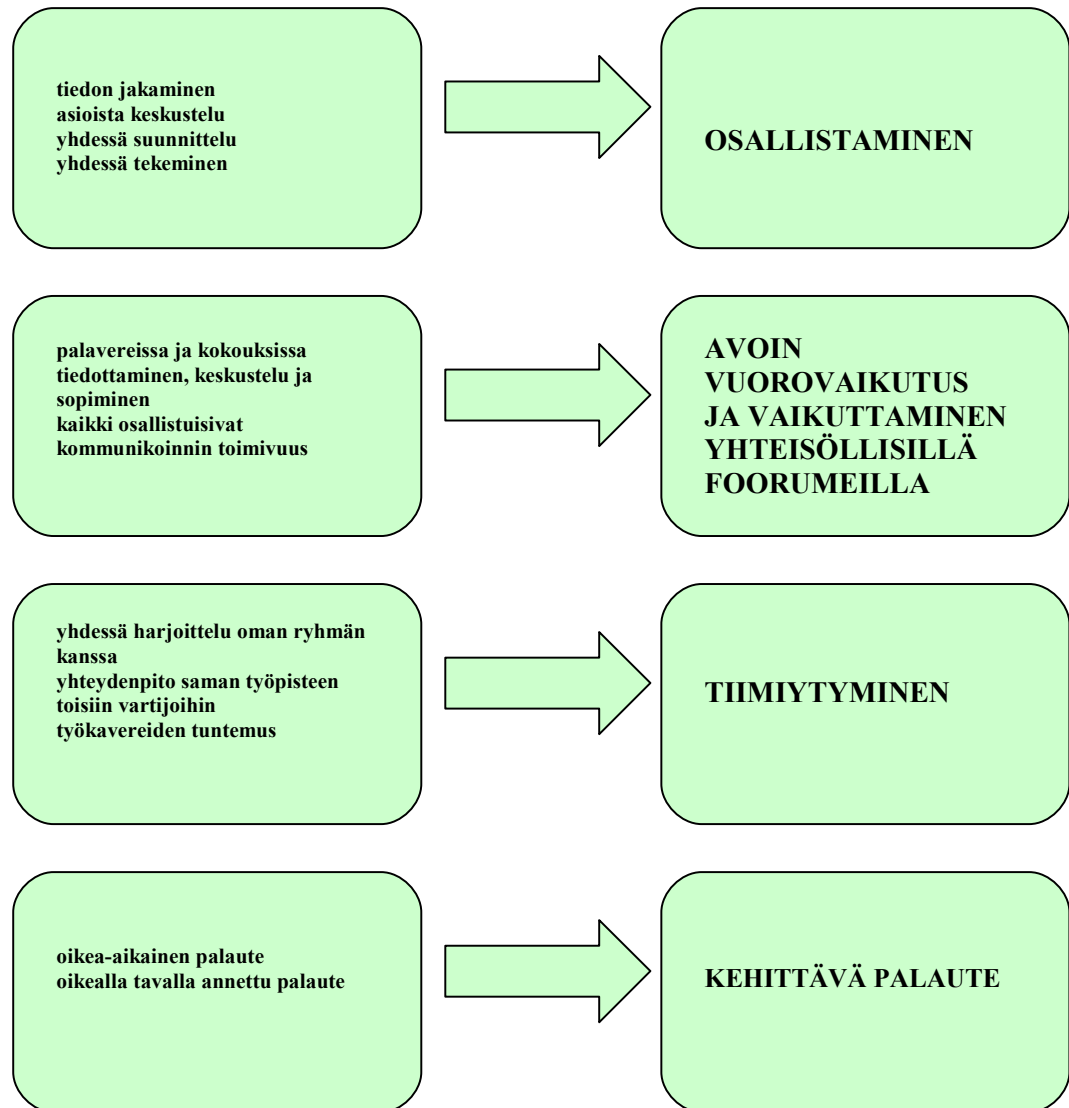 tiedon jakaminen
asioista keskustelu
yhdessä suunnittelu
yhdessä tekeminen
OSALLISTAMINEN
palavereissa ja kokouksissa
tiedottaminen, keskustelu ja
sopiminen
kaikki osallistuisivat
kommunikoinnin toimivuus
AVOIN
VUOROVAIKUTUS
JA VAIKUTTAMINEN
YHTEISÖLLISILLÄ
FOORUMEILLA
yhdessä harjoittelu oman ryhmän
kanssa
yhteydenpito saman työpisteen
toisiin vartijoihin
työkavereiden tuntemus
TIIMIYTYMINEN
oikea-aikainen palaute
oikealla tavalla annettu palaute
KEHITTÄVÄ PALAUTE